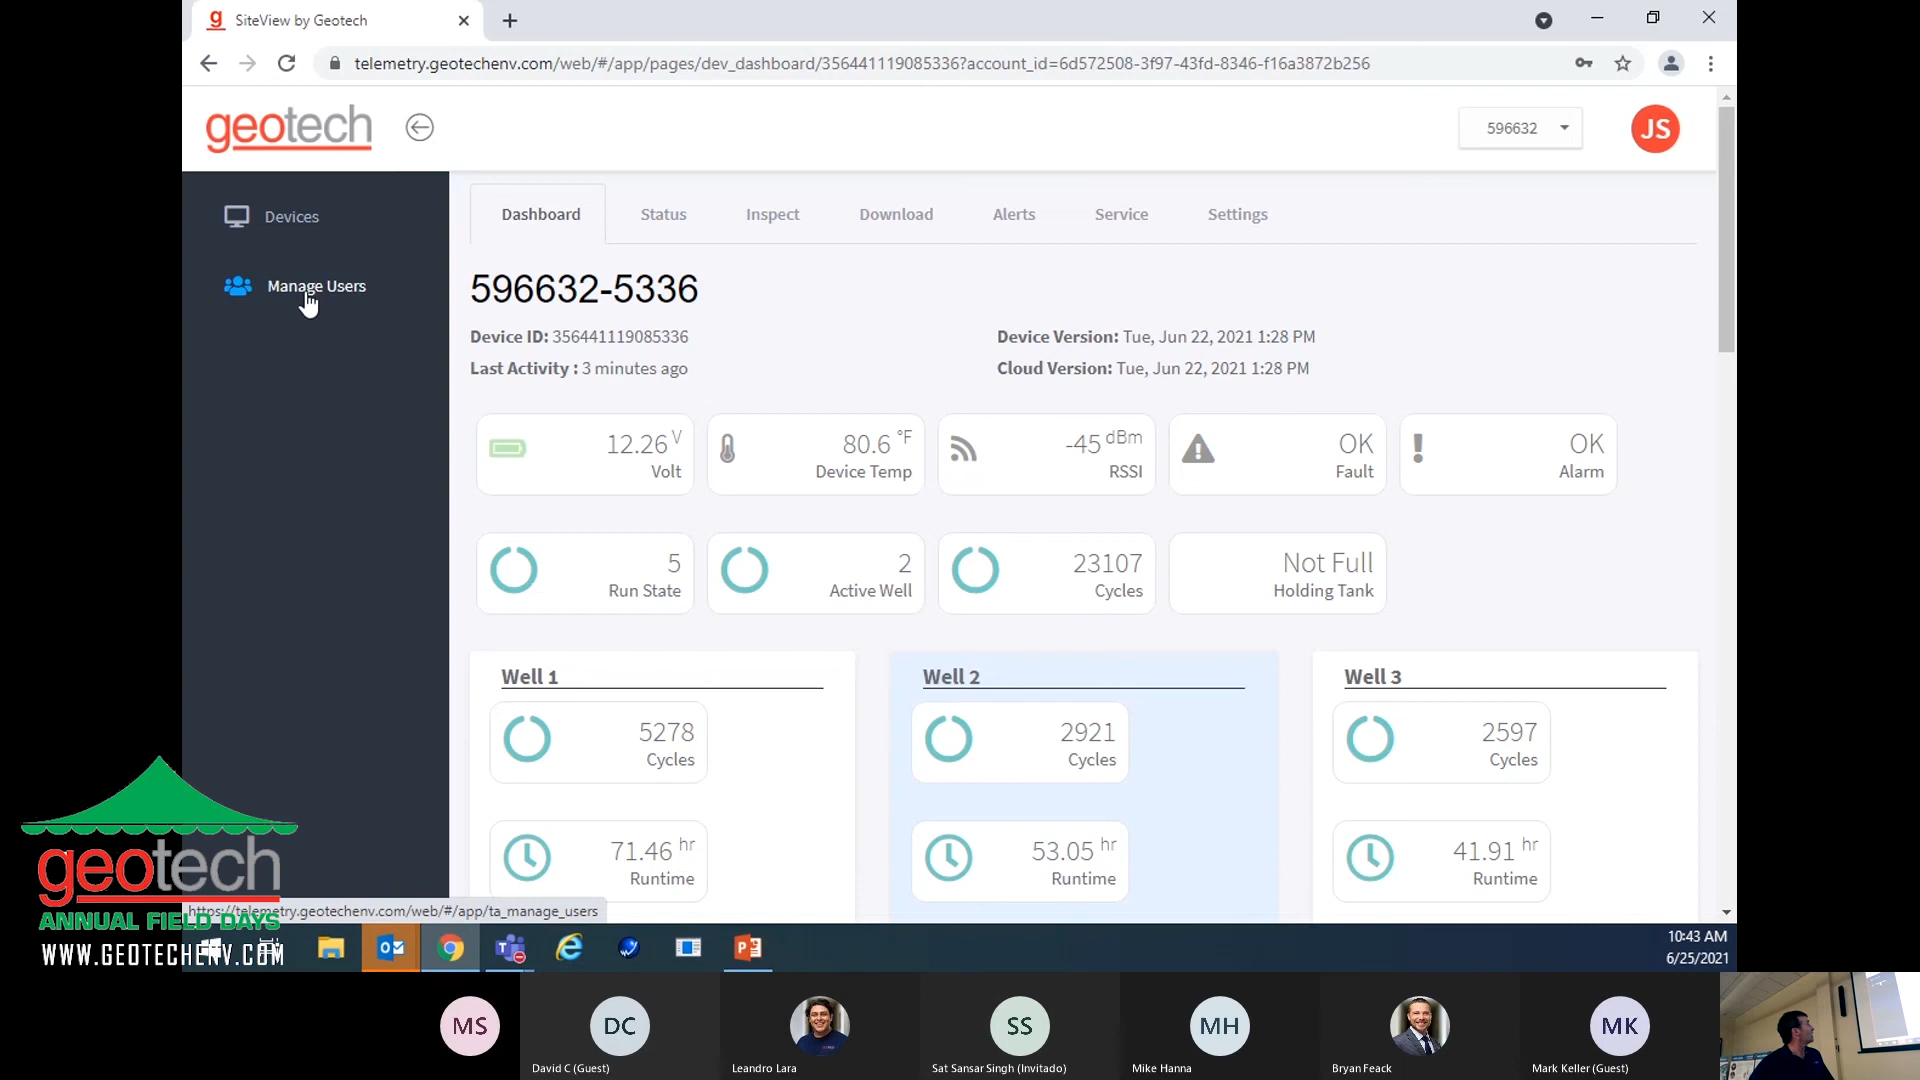 SiteView by Geotech
telemetry.geotechenv.com/web/#/app/pages/dev_dashboard/356441119085336?account_id=6d572508-3f97-43fd-8346-f16a3872b256
geotech
596632
JS
Devices
Manage Users
Dashboard Status Inspect Download Alerts Service Settings
596632-5336
Device ID: 356441119085336
Device Version: Tue, Jun 22, 2021 1:28 PM
Last Activity : 3 minutes ago
Cloud Version: Tue, Jun 22, 2021 1:28 PM
12.26 V
Volt
80.6 °F
Device Temp
-45 dBm
RSSI
OK
Fault
OK
Alarm
5
Run State
2
Active Well
23107
Cycles
Not Full
Holding Tank
Well 1
5278
Cycles
71.46 hr
Runtime
Well 2
2921
Cycles
53.05 hr
Runtime
Well 3
2597
Cycles
41.91 hr
Runtime
https://telemetry.geotechenv.com/web/#/app/ta_manage_users
geotech
ANNUAL FIELD DAYS
WWW.GEOTECHENV.COM
10:43 AM
6/25/2021
MS
DC
David C (Guest)
Leandro Lara
SS
Sat Sansar Singh (Invitado)
MH
Mike Hanna
Bryan Feack
MK
Mark Keller (Guest)